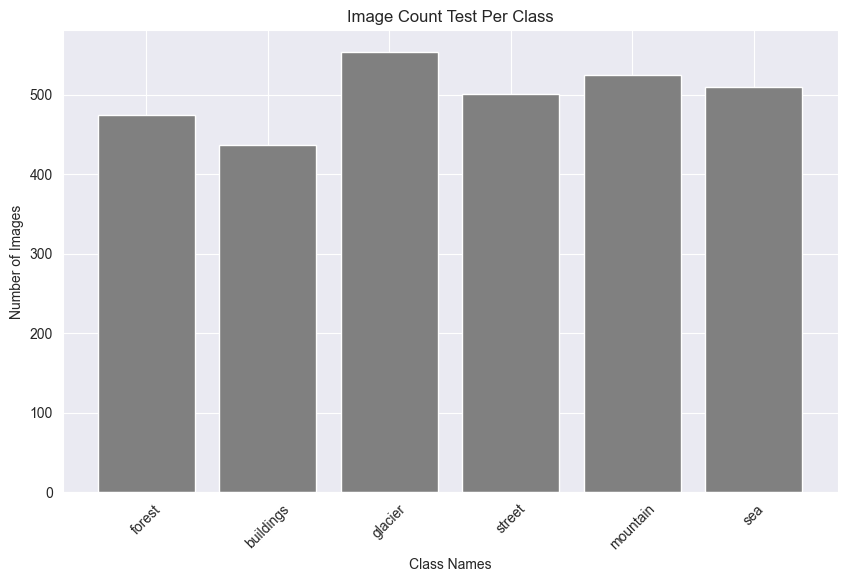 Image Count Test Per Class
Number of Images
500
400
300
200
100
0
forest
buildings
glacier
street
mountain
sea
Class Names